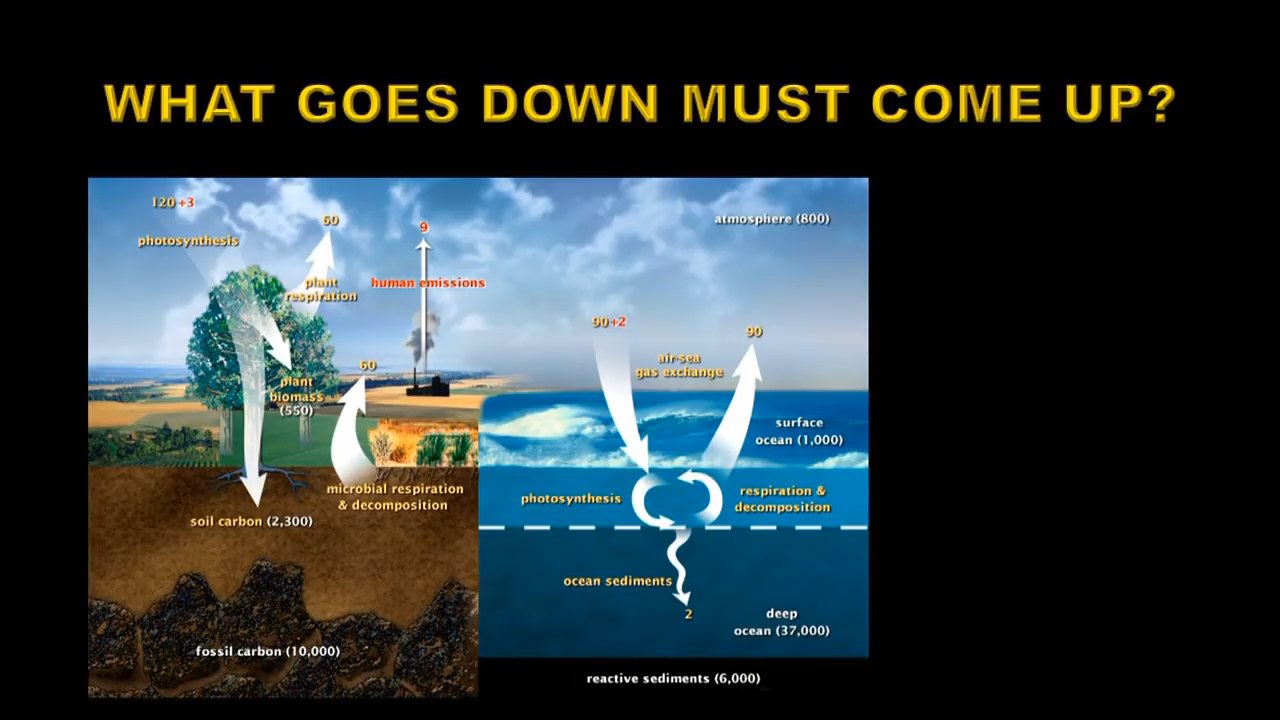 WHAT GOES DOWN MUST COME UP?
120+3
photosynthesis
60
plant
respiration
9
human emissions
atmosphere (800)
60
plant
biomass
(550)
90+2
90
air-sea
gas exchange
surface
ocean (1,000)
microbial respiration
& decomposition
soil carbon (2,300)
photosynthesis
respiration &
decomposition
ocean sediments
2
deep
ocean (37,000)
fossil carbon (10,000)
reactive sediments (6,000)